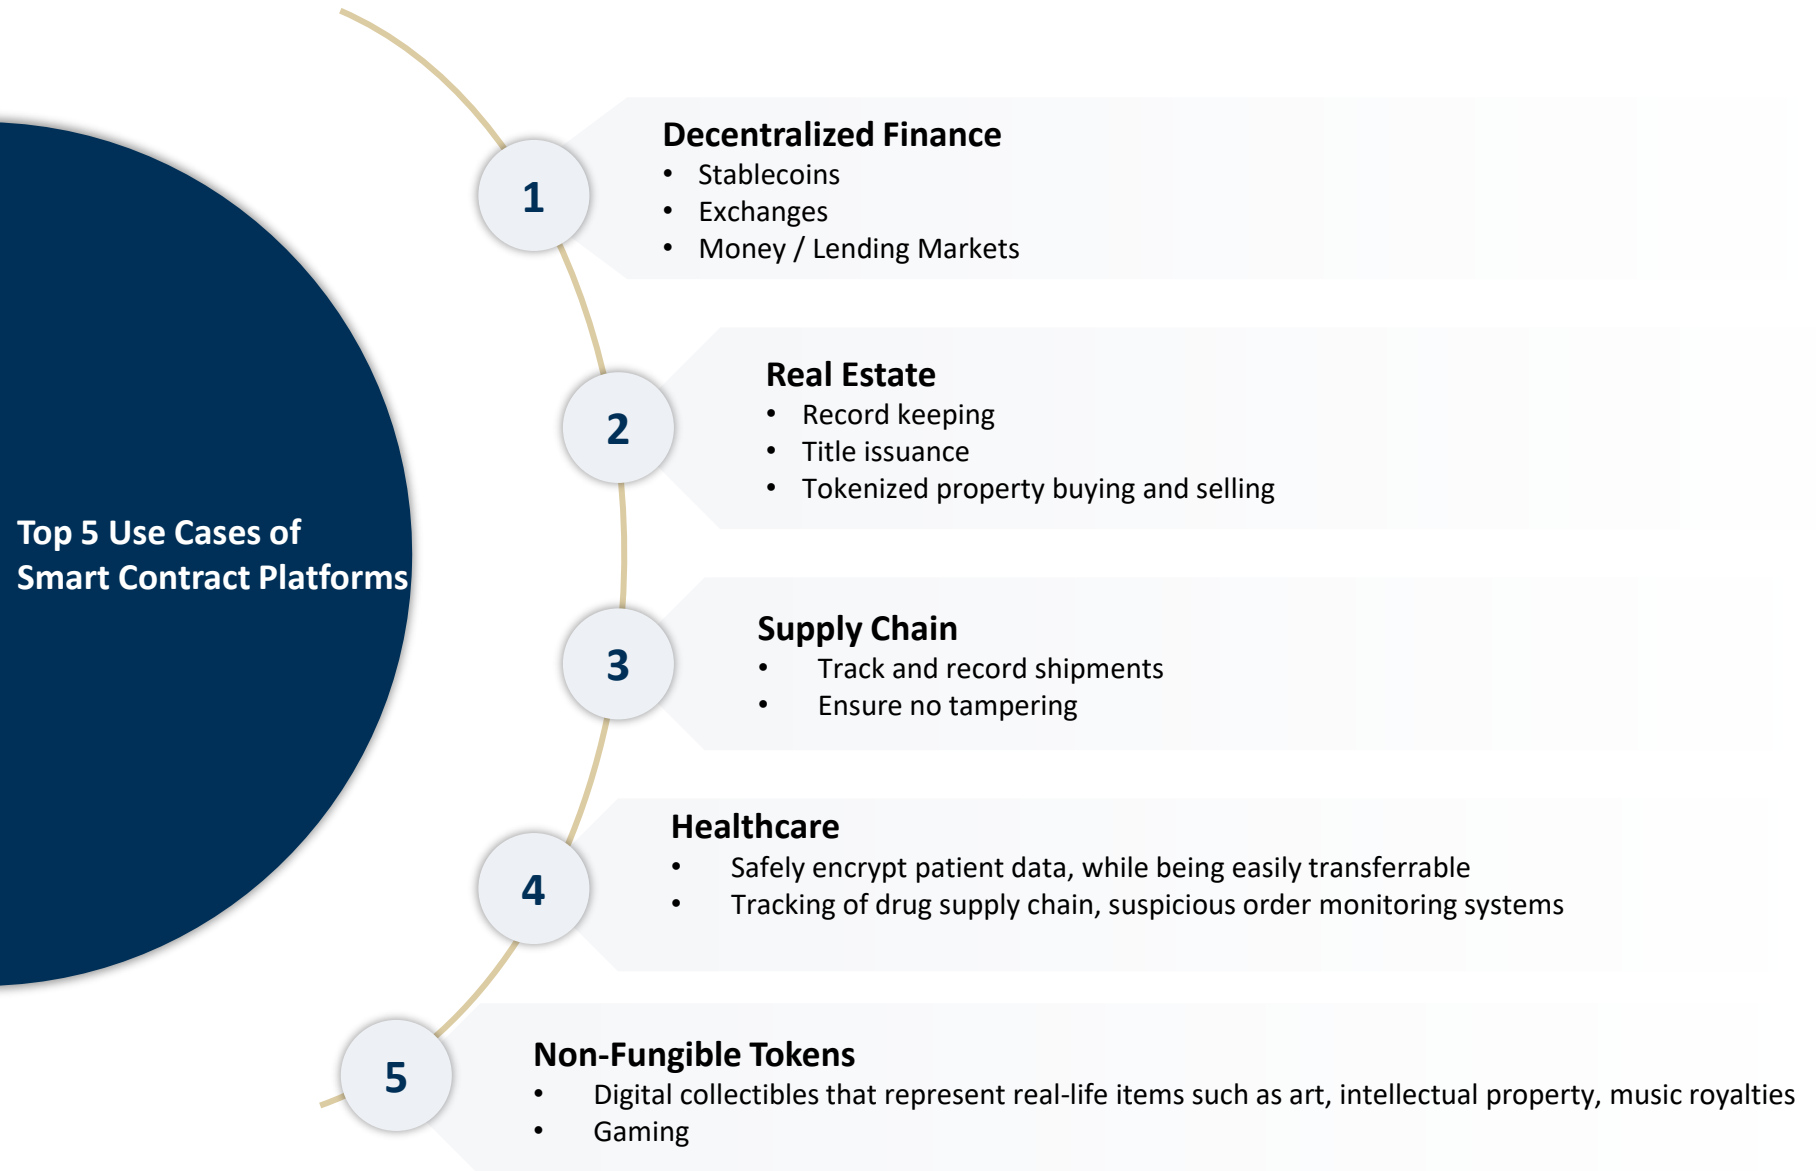 Top 5 Use Cases of
Smart Contract Platforms
1
Decentralized Finance
• Stablecoins
• Exchanges
• Money / Lending Markets
2
Real Estate
• Record keeping
• Title issuance
• Tokenized property buying and selling
3
Supply Chain
• Track and record shipments
• Ensure no tampering
4
Healthcare
• Safely encrypt patient data, while being easily transferrable
• Tracking of drug supply chain, suspicious order monitoring systems
5
Non-Fungible Tokens
• Digital collectibles that represent real-life items such as art, intellectual property, music royalties
• Gaming